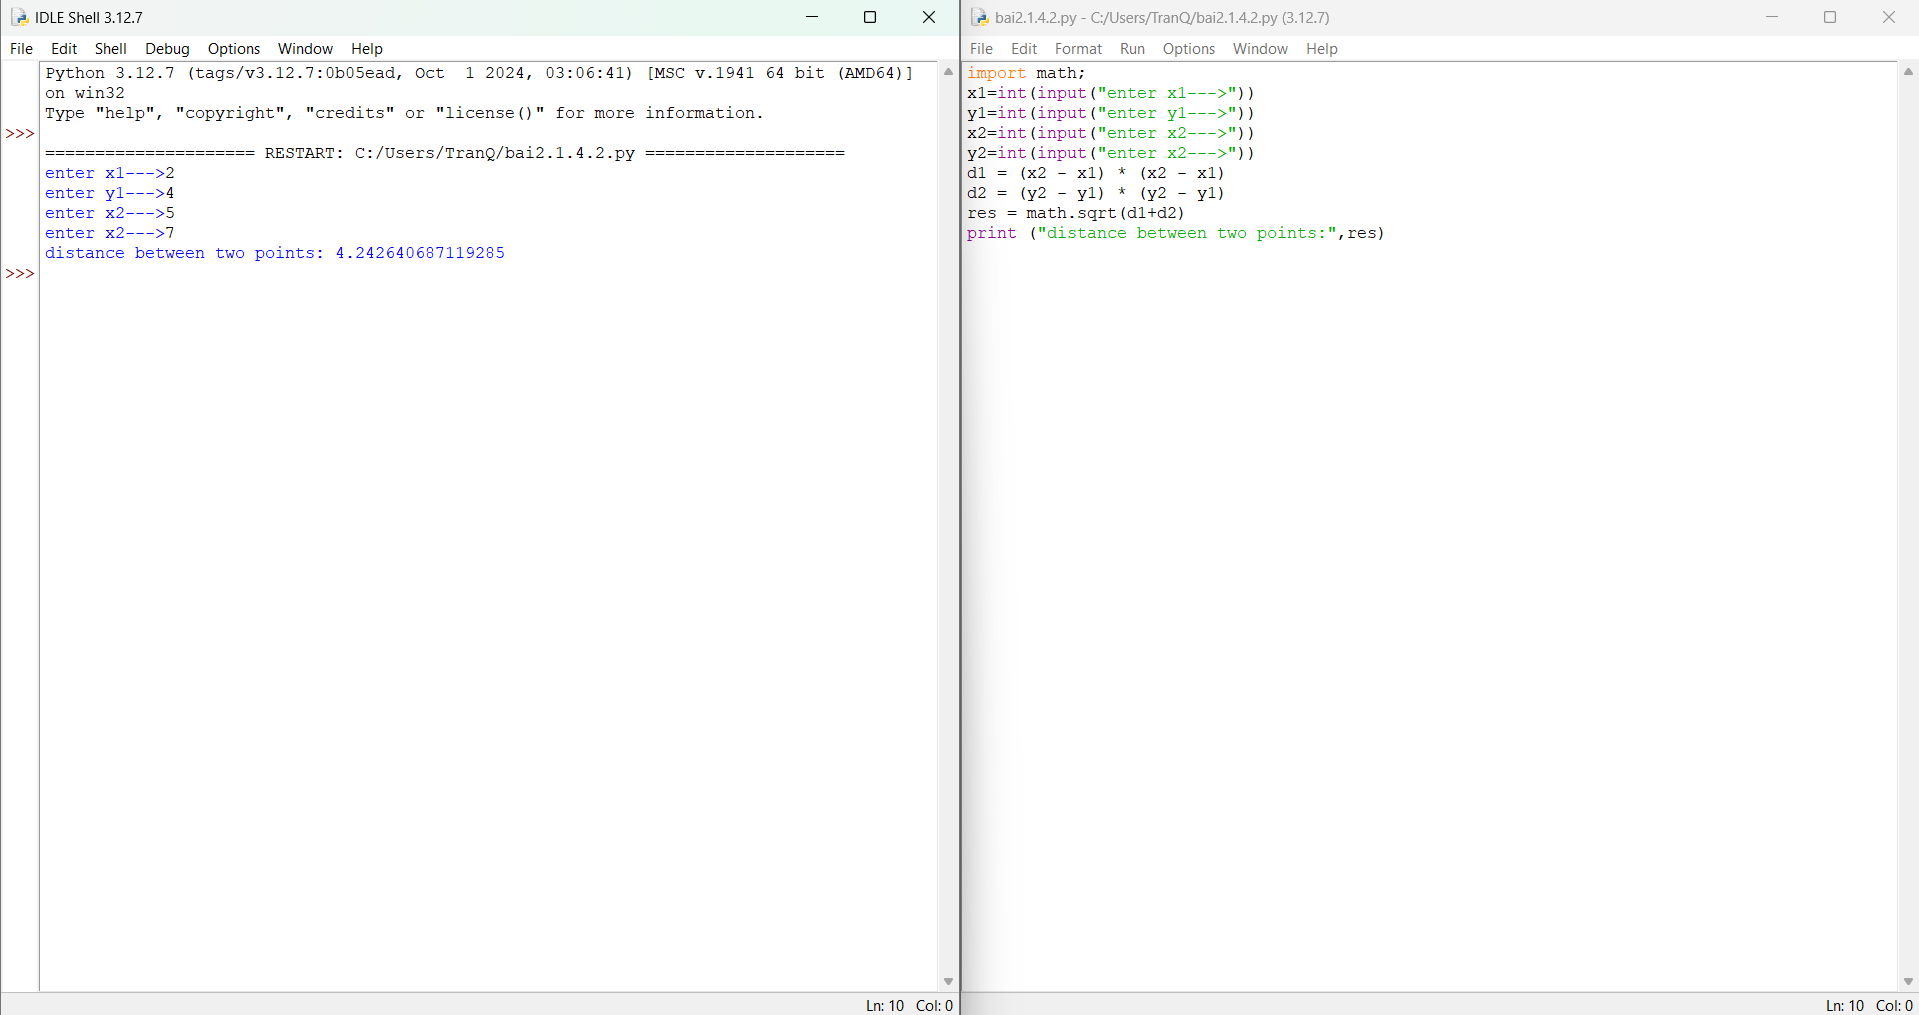 IDLE Shell 3.12.7
File Edit Shell Debug Options Window Help
Python 3.12.7 (tags/v3.12.7:0b05ead, Oct  1 2024, 03:06:41) [MSC v.1941 64 bit (AMD64)]
on win32
Type "help", "copyright", "credits" or "license()" for more information.
>>>
===================== RESTART: C:/Users/TranQ/bai2.1.4.2.py ====================
enter x1--->2
enter y1--->4
enter x2--->5
enter x2--->7
distance between two points: 4.242640687119285
>>>
Ln: 10 Col: 0
bai2.1.4.2.py - C:/Users/TranQ/bai2.1.4.2.py (3.12.7)
File Edit Format Run Options Window Help
import math;
x1=int(input("enter x1--->"))
y1=int(input("enter y1--->"))
x2=int(input("enter x2--->"))
y2=int(input("enter x2--->"))
d1 = (x2 - x1) * (x2 - x1)
d2 = (y2 - y1) * (y2 - y1)
res = math.sqrt(d1+d2)
print ("distance between two points:",res)
Ln: 10 Col: 0